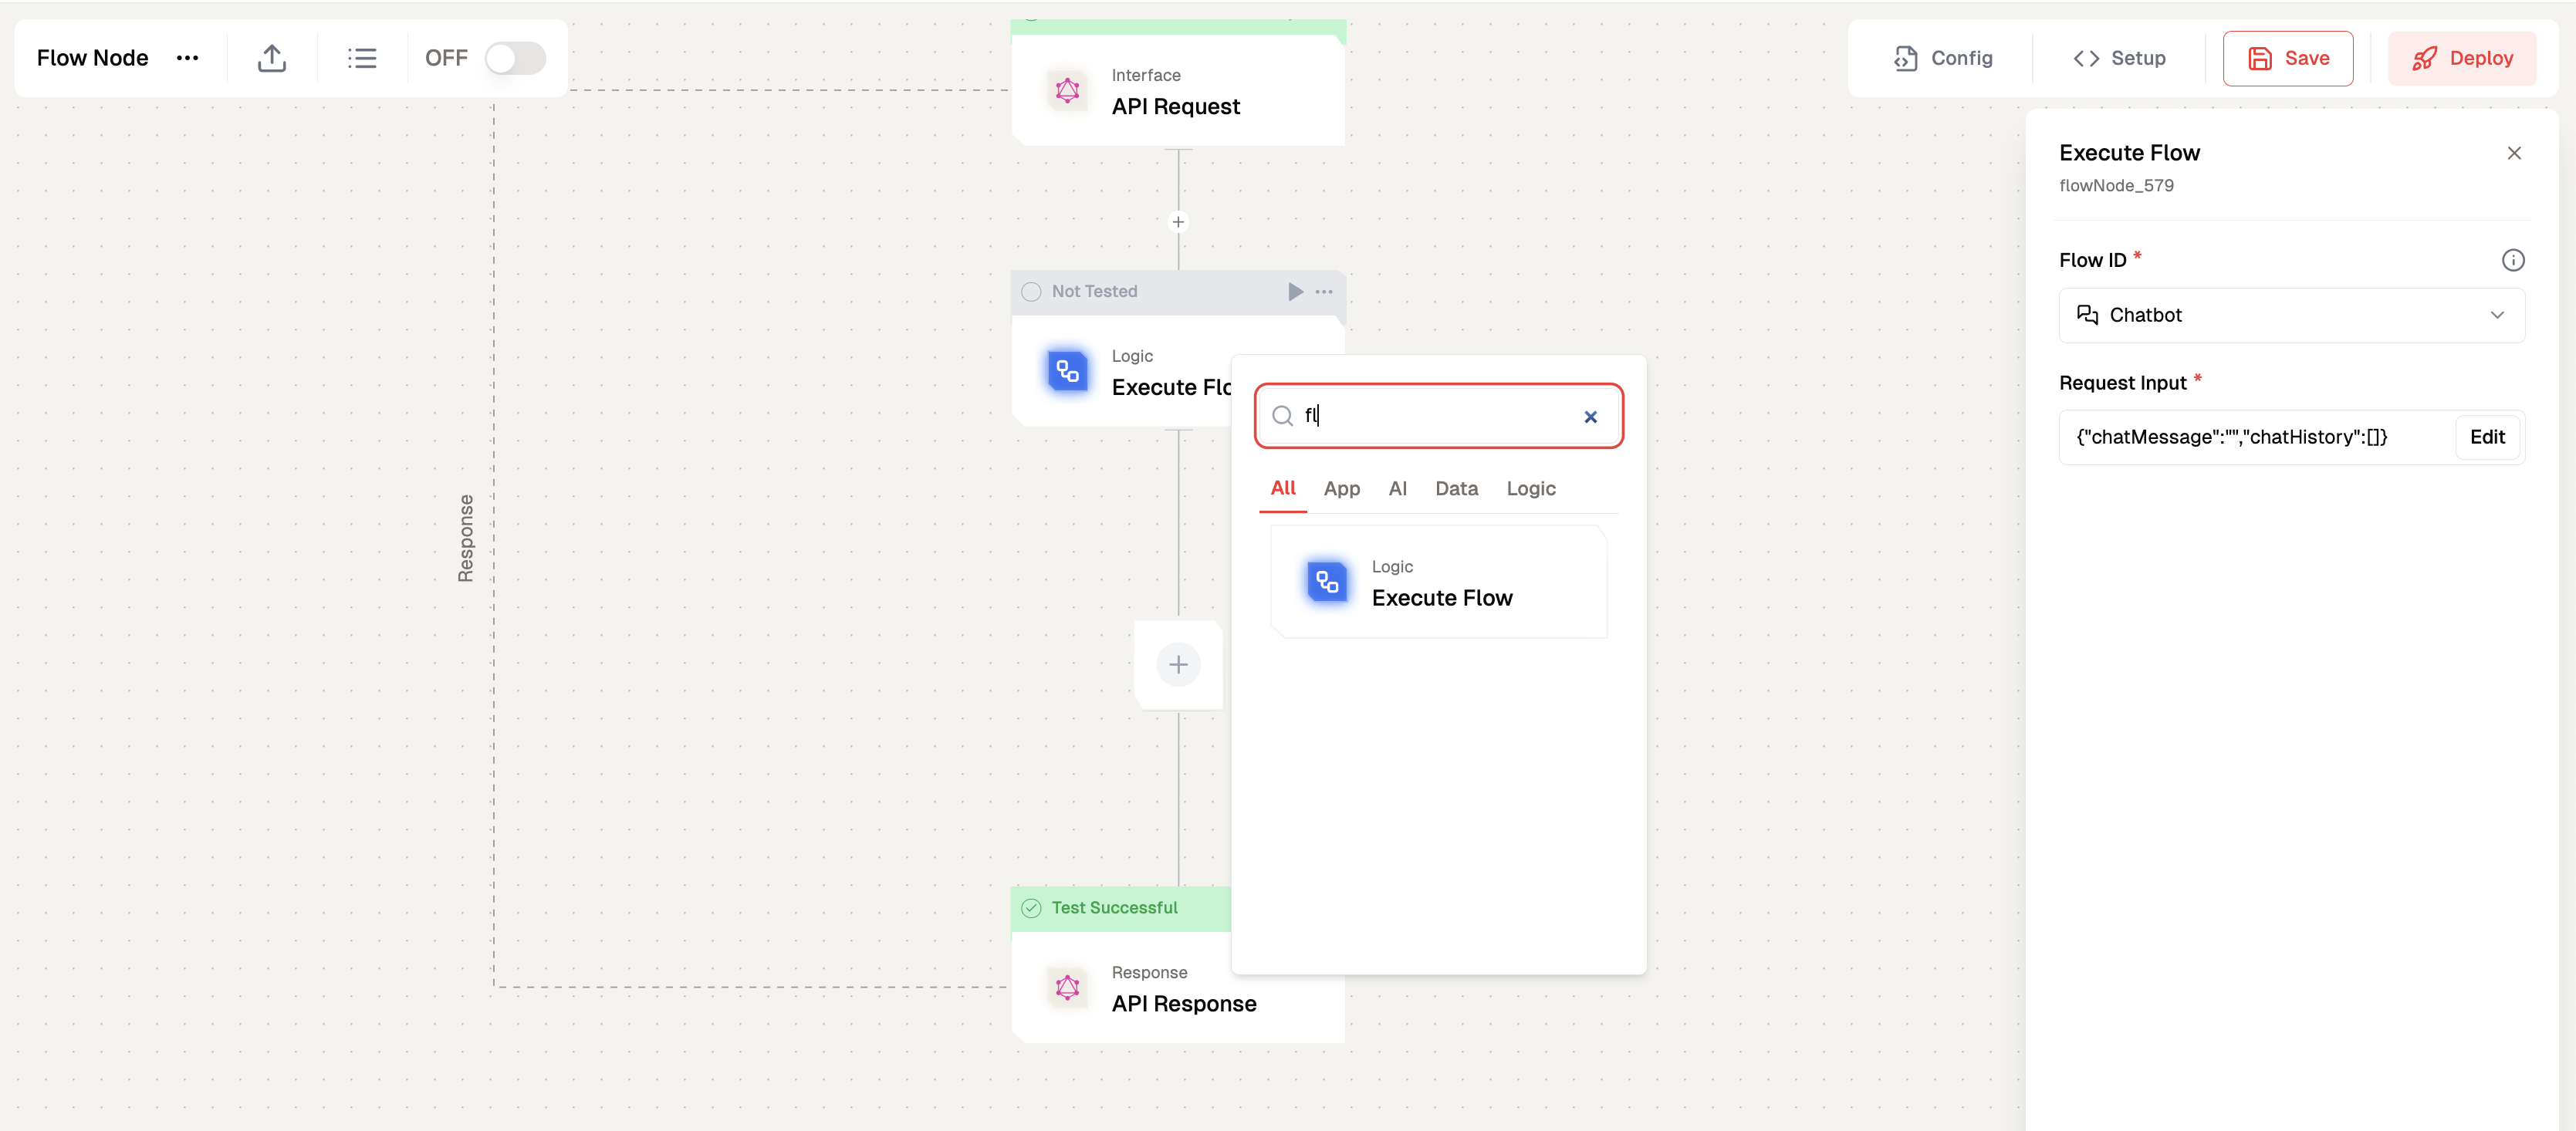 Flow Node
OFF
Config
Setup
Save
Deploy
Interface
API Request
Not Tested
Logic
Execute Flo
fl
All
App
AI
Data
Logic
Logic
Execute Flow
Response
Test Successful
Response
API Response
Execute Flow
flowNode_579
Flow ID *
Chatbot
Request Input *
{"chatMessage":"","chatHistory":[]}
Edit